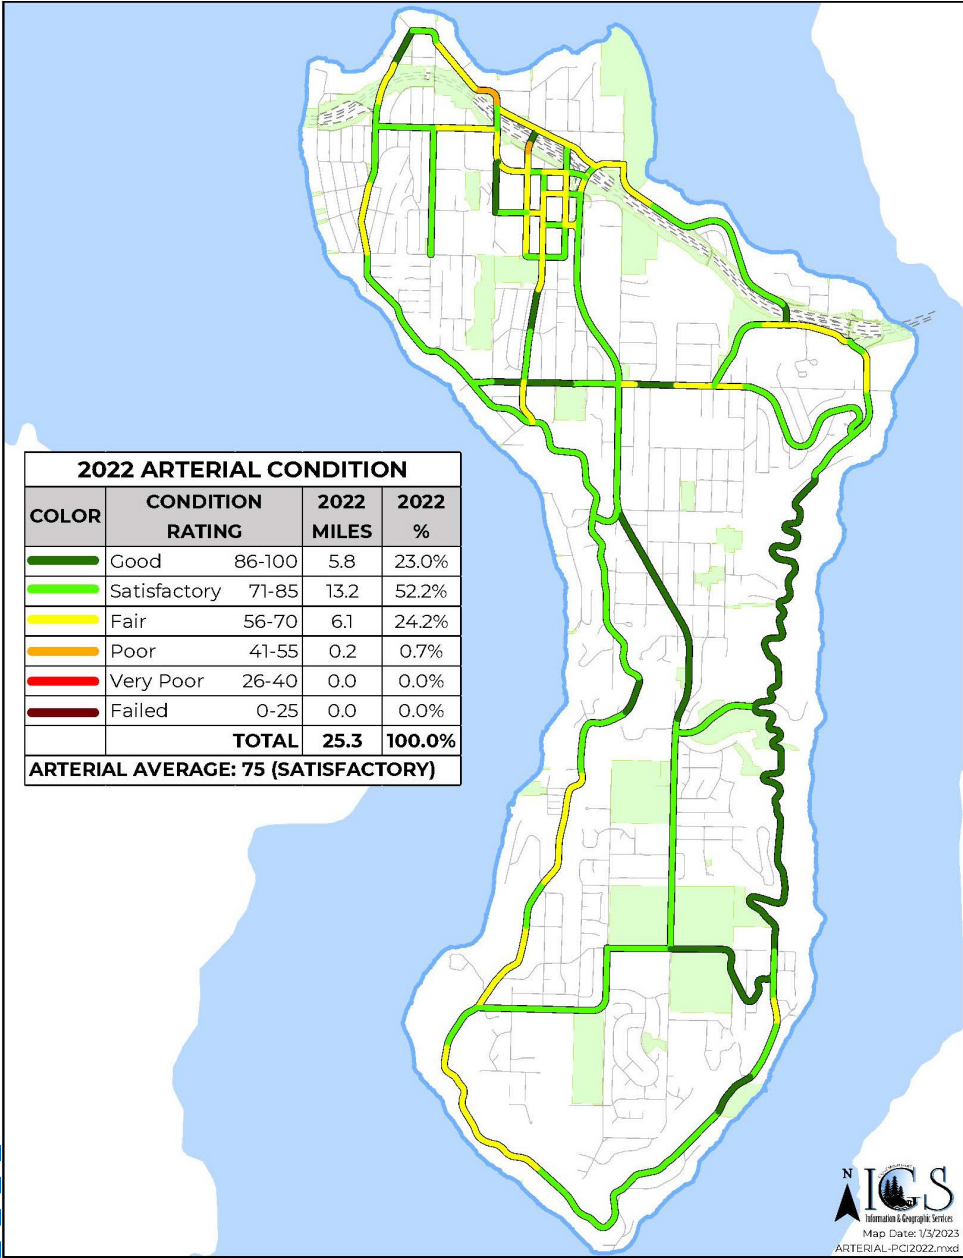 2022 ARTERIAL CONDITION
COLOR CONDITION RATING 2022 MILES 2022 %
Good 86-100 5.8 23.0%
Satisfactory 71-85 13.2 52.2%
Fair 56-70 6.1 24.2%
Poor 41-55 0.2 0.7%
Very Poor 26-40 0.0 0.0%
Failed 0-25 0.0 0.0%
TOTAL 25.3 100.0%
ARTERIAL AVERAGE: 75 (SATISFACTORY)
N
IGS
Information & Geographic Services
Map Date: 1/3/2023
ARTERIAL-PCI2022.mxd